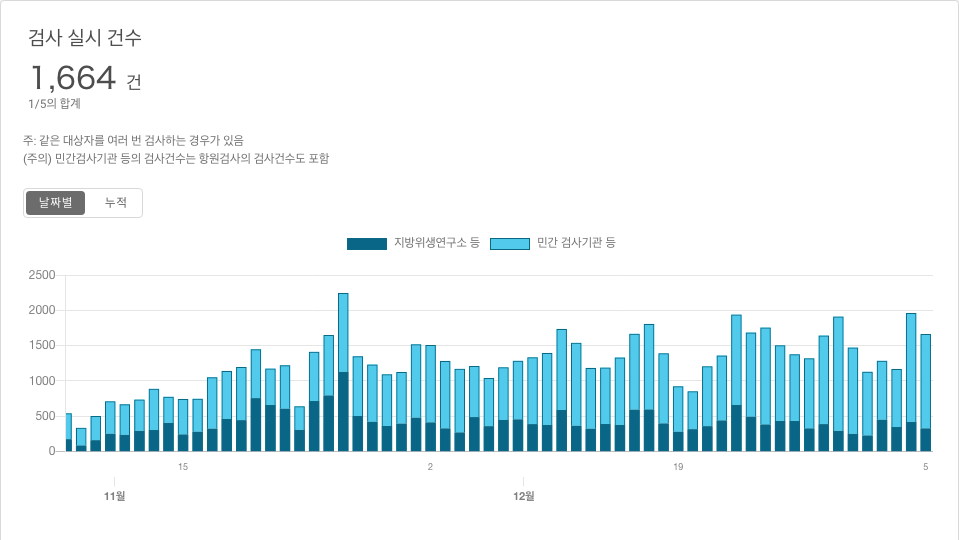 검사 실시 건수
1,664 건
1/5의 합계
주: 같은 대상자를 여러 번 검사하는 경우가 있음
(주의) 민간검사기관 등의 검사건수는 항원검사의 검사건수도 포함
날짜별 누적
지방위생연구소 등 민간 검사기관 등
2500
2000
1500
1000
500
0
15 2 19 5
11월 12월